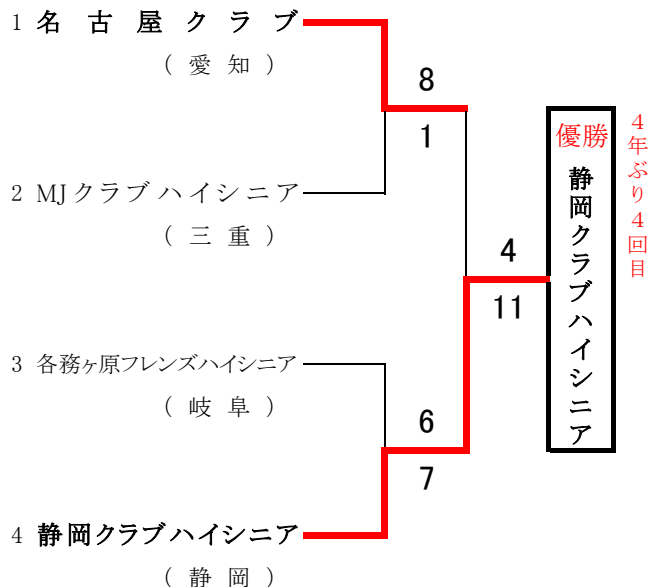 1 名古屋クラブ
(愛知)
8
1
2 MJクラブハイシニア
(三重)
4
11
3 各務ヶ原フレンズハイシニア
(岐阜)
6
7
4 静岡クラブハイシニア
(静岡)
優勝
静岡クラブハイシニア
4年ぶり4回目